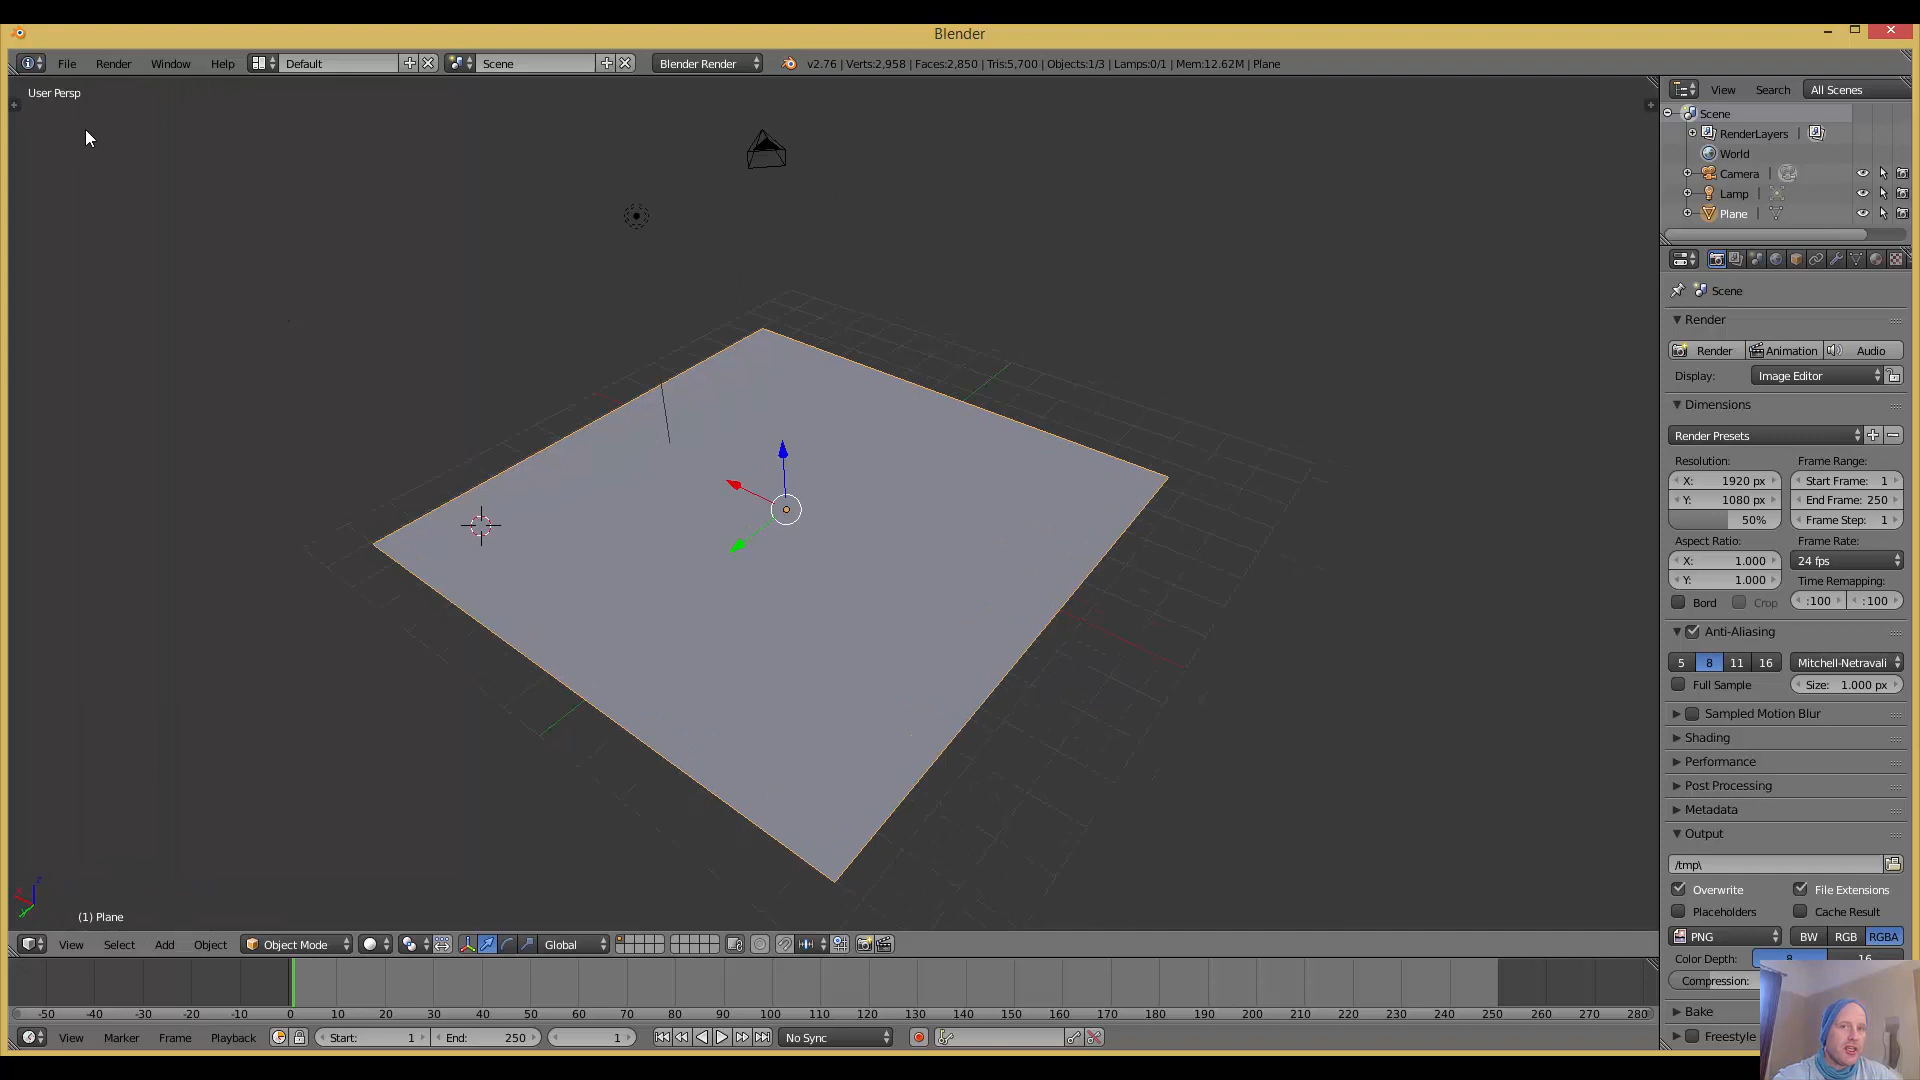 Blender
File Render Window Help Default Scene Blender Render v2.76 | Verts:2,958 | Faces:2,850 | Tris:5,700 | Objects:1/3 | Lamps:0/1 | Mem:12.62M | Plane
User Persp
View Search All Scenes
Scene
RenderLayers
World
Camera
Lamp
Plane
Scene
Render
Render Animation Audio
Display: Image Editor
Dimensions
Render Presets
Resolution: Frame Range:
X: 1920 px Start Frame: 1
Y: 1080 px End Frame: 250
50% Frame Step: 1
Aspect Ratio: Frame Rate:
X: 1.000 24 fps
Y: 1.000 Time Remapping:
Bord Crop :100 :100
Anti-Aliasing
5 8 11 16 Mitchell-Netravali
Full Sample Size: 1.000 px
Sampled Motion Blur
Shading
Performance
Post Processing
Metadata
Output
/tmp\
Overwrite File Extensions
Placeholders Cache Result
PNG BW RGB RGBA
Color Depth: 8 16
Compression:
Bake
Freestyle
(1) Plane
View Select Add Object Object Mode Global
-50 -40 -30 -20 -10 0 10 20 30 40 50 60 70 80 90 100 110 120 130 140 150 160 170 180 190 200 210 220 230 240 250 260 270 280
View Marker Frame Playback Start: 1 End: 250 1 No Sync